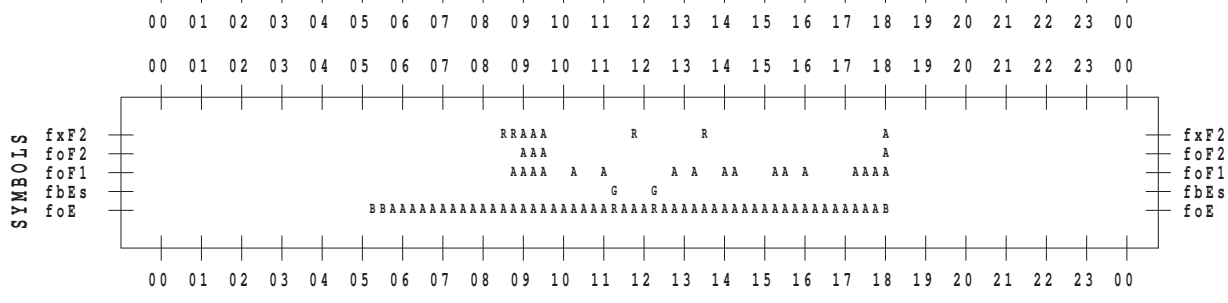 00 01 02 03 04 05 06 07 08 09 10 11 12 13 14 15 16 17 18 19 20 21 22 23 00
00 01 02 03 04 05 06 07 08 09 10 11 12 13 14 15 16 17 18 19 20 21 22 23 00
SYMBOLS
fxF2 RRAAA R R A fxF2
foF2 AAA A foF2
foF1 AAAA A A A A AA AA A AAAA foF1
fbEs G G fbEs
foE BBAAAAAAAAAAAAAAAAAAAAAARAAARAAAAAAAAAAAAAAAAAAAAAAB foE
00 01 02 03 04 05 06 07 08 09 10 11 12 13 14 15 16 17 18 19 20 21 22 23 00